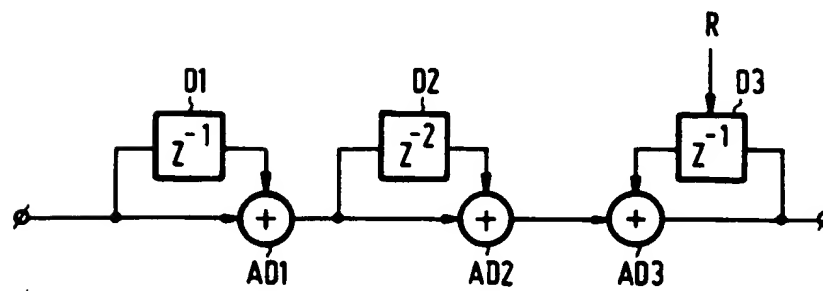 R
D1
D2
D3
z⁻¹
z⁻²
z⁻¹
+
+
+
AD1
AD2
AD3